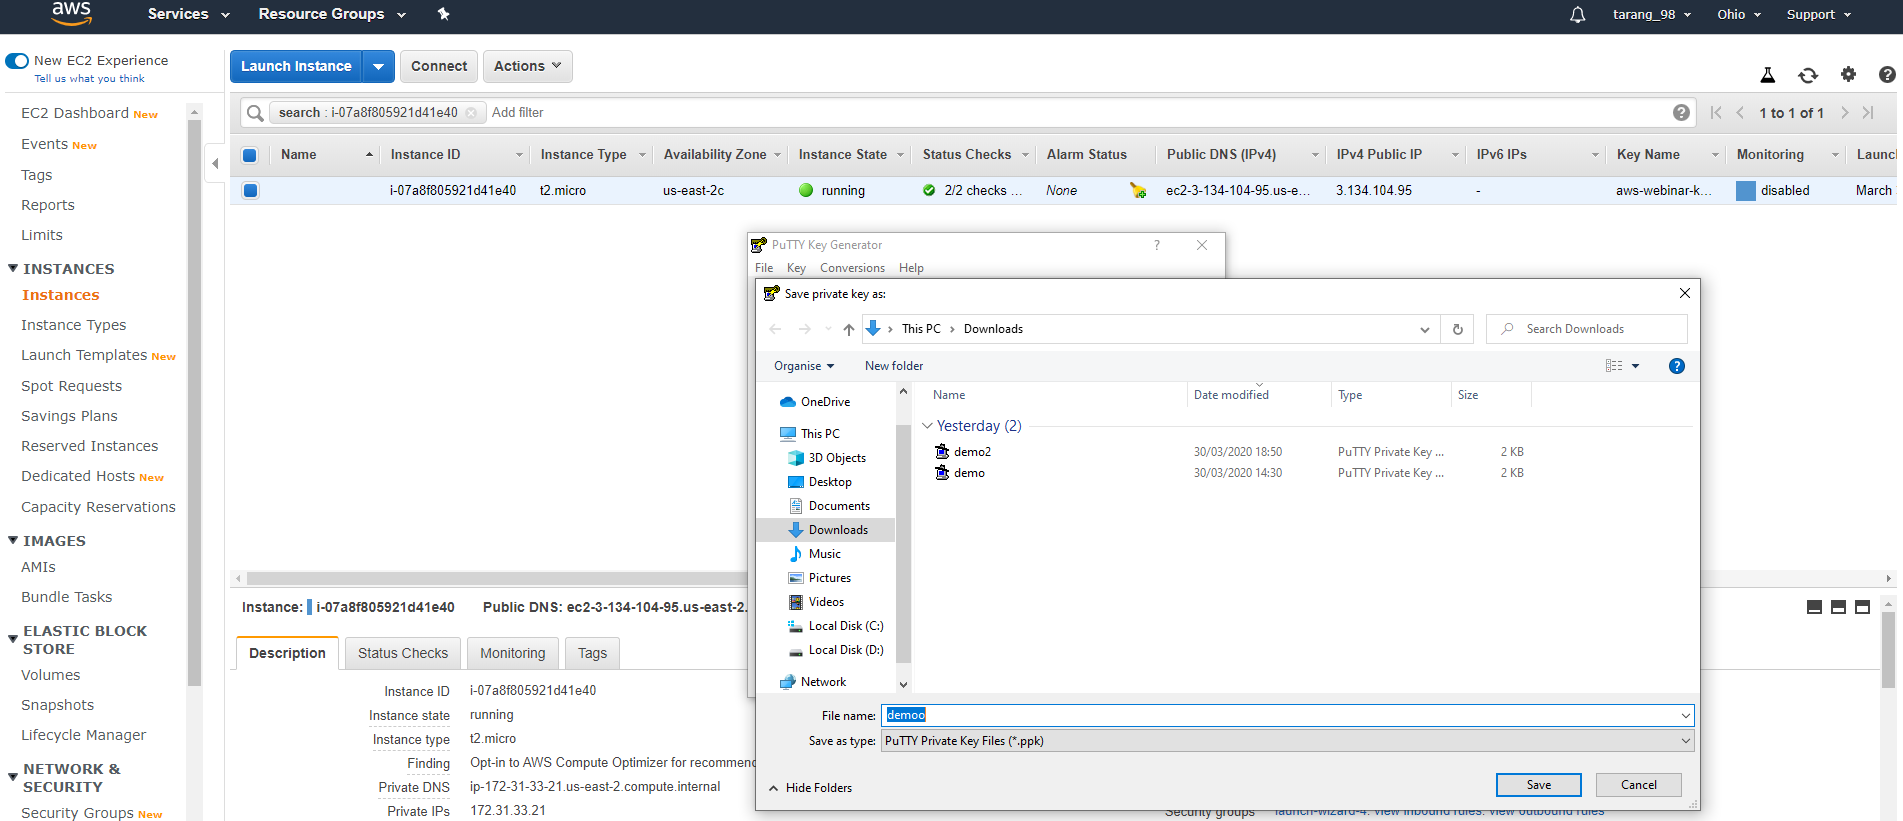 aws Services Resource Groups tarang_98 Ohio Support
New EC2 Experience
Tell us what you think
EC2 Dashboard New
Events New
Tags
Reports
Limits
INSTANCES
Instances
Instance Types
Launch Templates New
Spot Requests
Savings Plans
Reserved Instances
Dedicated Hosts New
Capacity Reservations
IMAGES
AMIs
Bundle Tasks
ELASTIC BLOCK
STORE
Volumes
Snapshots
Lifecycle Manager
NETWORK &
SECURITY
Security Groups New
Launch Instance Connect Actions
search : i-07a8f805921d41e40 Add filter 1 to 1 of 1
Name Instance ID Instance Type Availability Zone Instance State Status Checks Alarm Status Public DNS (IPv4) IPv4 Public IP IPv6 IPs Key Name Monitoring Launc
i-07a8f805921d41e40 t2.micro us-east-2c running 2/2 checks ... None ec2-3-134-104-95.us-e... 3.134.104.95 - aws-webinar-k... disabled March
PuTTY Key Generator ?
File Key Conversions Help
Save private key as:
This PC Downloads Search Downloads
Organise New folder
OneDrive
This PC
3D Objects
Desktop
Documents
Downloads
Music
Pictures
Videos
Local Disk (C:)
Local Disk (D:)
Network
Name Date modified Type Size
Yesterday (2)
demo2 30/03/2020 18:50 PuTTY Private Key ... 2 KB
demo 30/03/2020 14:30 PuTTY Private Key ... 2 KB
File name: demoo
Save as type: PuTTY Private Key Files (*.ppk)
Hide Folders Save Cancel
Instance: i-07a8f805921d41e40 Public DNS: ec2-3-134-104-95.us-east-2.
Description Status Checks Monitoring Tags
Instance ID i-07a8f805921d41e40
Instance state running
Instance type t2.micro
Finding Opt-in to AWS Compute Optimizer for recommend
Private DNS ip-172-31-33-21.us-east-2.compute.internal
Private IPs 172.31.33.21
Security groups launch-wizard-4. view inbound rules. view outbound rules